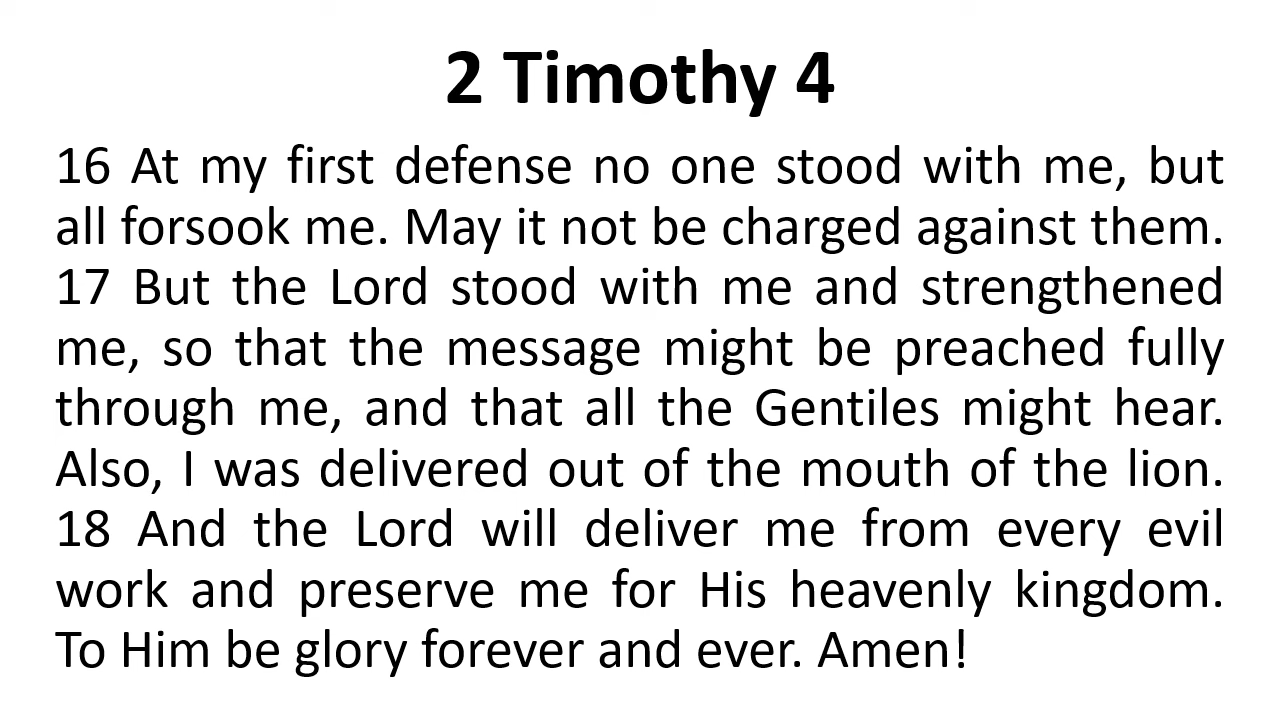 2 Timothy 4
16 At my first defense no one stood with me, but
all forsook me. May it not be charged against them.
17 But the Lord stood with me and strengthened
me, so that the message might be preached fully
through me, and that all the Gentiles might hear.
Also, I was delivered out of the mouth of the lion.
18 And the Lord will deliver me from every evil
work and preserve me for His heavenly kingdom.
To Him be glory forever and ever. Amen!